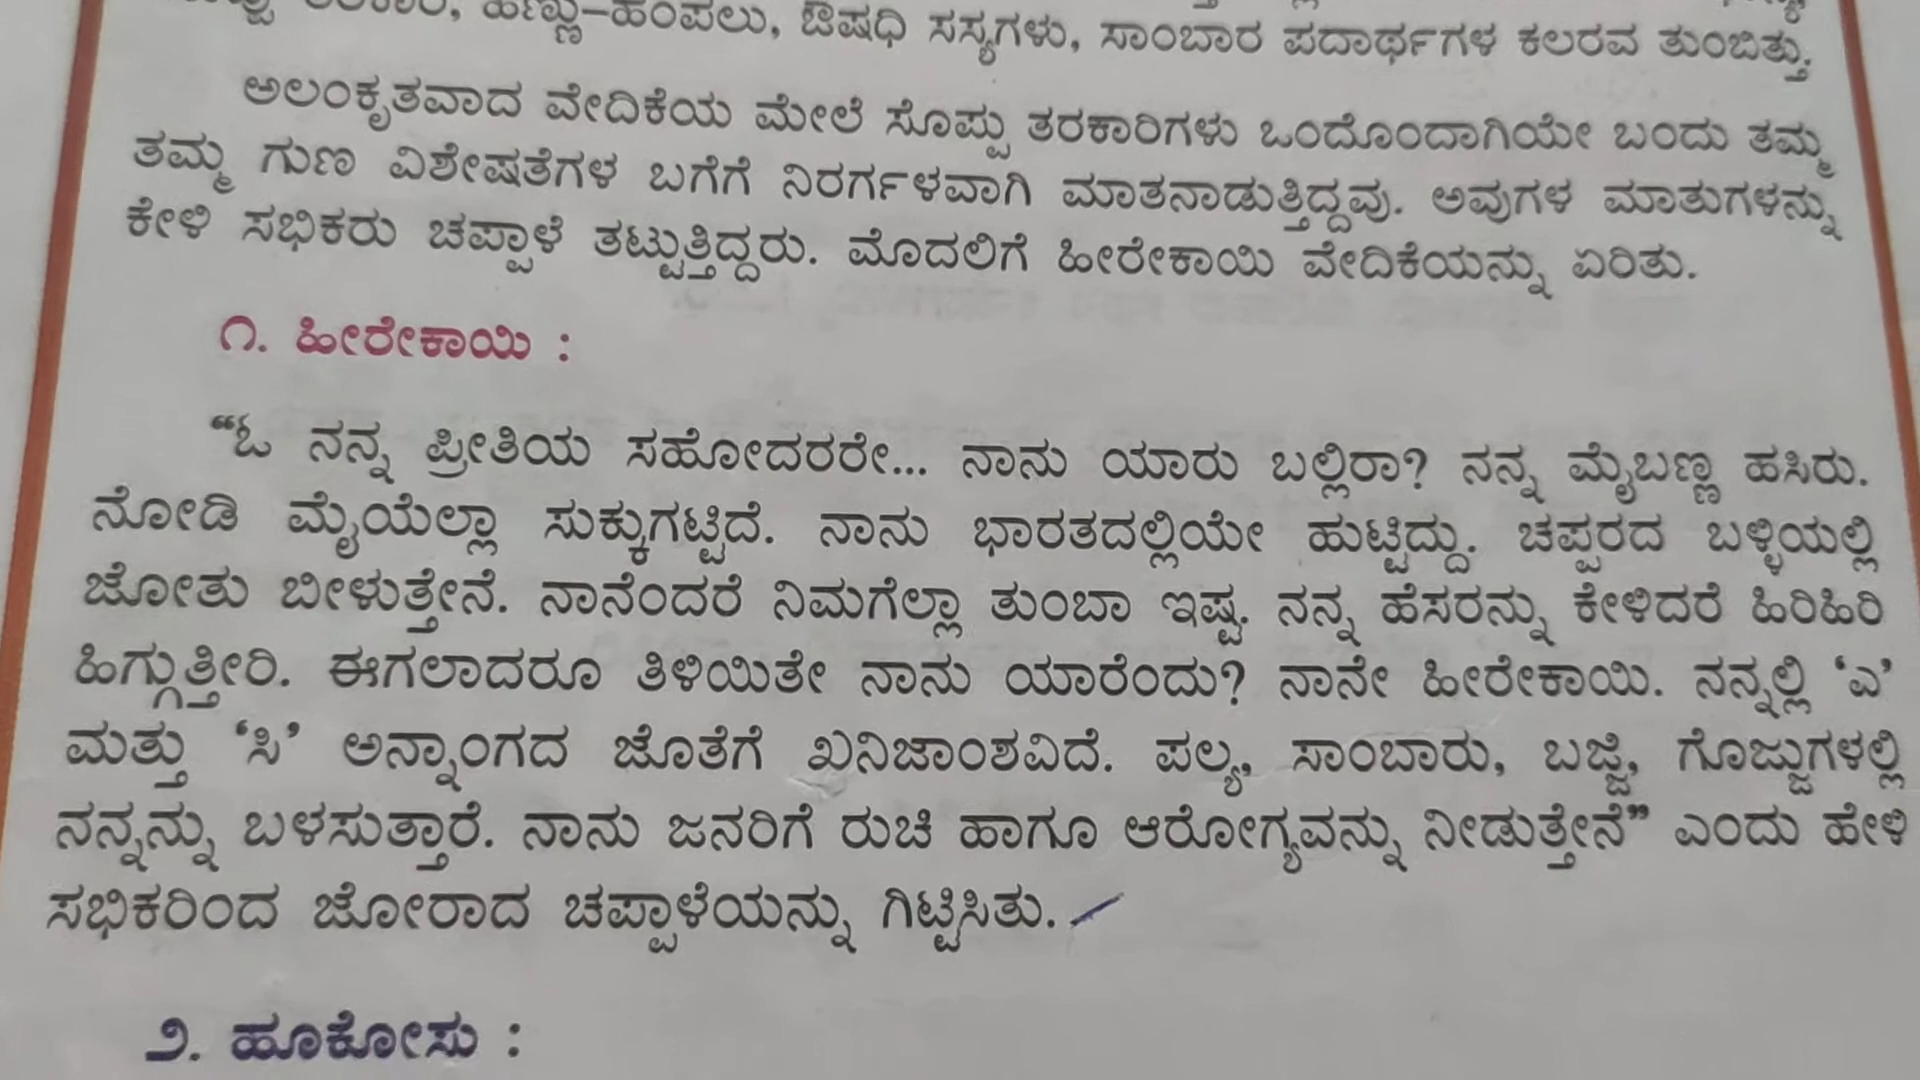 ಹಣ್ಣು-ಹಂಪಲು, ಔಷಧಿ ಸಸ್ಯಗಳು, ಸಾಂಬಾರ ಪದಾರ್ಥಗಳ ಕಲರವ ತುಂಬಿತ್ತು.
ಅಲಂಕೃತವಾದ ವೇದಿಕೆಯ ಮೇಲೆ ಸೊಪ್ಪು ತರಕಾರಿಗಳು ಒಂದೊಂದಾಗಿಯೇ ಬಂದು ತಮ್ಮ
ತಮ್ಮ ಗುಣ ವಿಶೇಷತೆಗಳ ಬಗೆಗೆ ನಿರರ್ಗಳವಾಗಿ ಮಾತನಾಡುತ್ತಿದ್ದವು. ಅವುಗಳ ಮಾತುಗಳನ್ನು
ಕೇಳಿ ಸಭಿಕರು ಚಪ್ಪಾಳೆ ತಟ್ಟುತ್ತಿದ್ದರು. ಮೊದಲಿಗೆ ಹೀರೇಕಾಯಿ ವೇದಿಕೆಯನ್ನು ಏರಿತು.
೧. ಹೀರೇಕಾಯಿ :
“ಓ ನನ್ನ ಪ್ರೀತಿಯ ಸಹೋದರರೇ... ನಾನು ಯಾರು ಬಲ್ಲಿರಾ? ನನ್ನ ಮೈಬಣ್ಣ ಹಸಿರು.
ನೋಡಿ ಮೈಯೆಲ್ಲಾ ಸುಕ್ಕುಗಟ್ಟಿದೆ. ನಾನು ಭಾರತದಲ್ಲಿಯೇ ಹುಟ್ಟಿದ್ದು. ಚಪ್ಪರದ ಬಳ್ಳಿಯಲ್ಲಿ
ಜೋತು ಬೀಳುತ್ತೇನೆ. ನಾನೆಂದರೆ ನಿಮಗೆಲ್ಲಾ ತುಂಬಾ ಇಷ್ಟ. ನನ್ನ ಹೆಸರನ್ನು ಕೇಳಿದರೆ ಹಿರಿಹಿರಿ
ಹಿಗ್ಗುತ್ತೀರಿ. ಈಗಲಾದರೂ ತಿಳಿಯಿತೇ ನಾನು ಯಾರೆಂದು? ನಾನೇ ಹೀರೇಕಾಯಿ. ನನ್ನಲ್ಲಿ ‘ಎ’
ಮತ್ತು ‘ಸಿ’ ಅನ್ನಾಂಗದ ಜೊತೆಗೆ ಖನಿಜಾಂಶವಿದೆ. ಪಲ್ಯ, ಸಾಂಬಾರು, ಬಜ್ಜಿ, ಗೊಜ್ಜುಗಳಲ್ಲಿ
ನನ್ನನ್ನು ಬಳಸುತ್ತಾರೆ. ನಾನು ಜನರಿಗೆ ರುಚಿ ಹಾಗೂ ಆರೋಗ್ಯವನ್ನು ನೀಡುತ್ತೇನೆ” ಎಂದು ಹೇಳಿ
ಸಭಿಕರಿಂದ ಜೋರಾದ ಚಪ್ಪಾಳೆಯನ್ನು ಗಿಟ್ಟಿಸಿತು.
೨. ಹೂಕೋಸು :